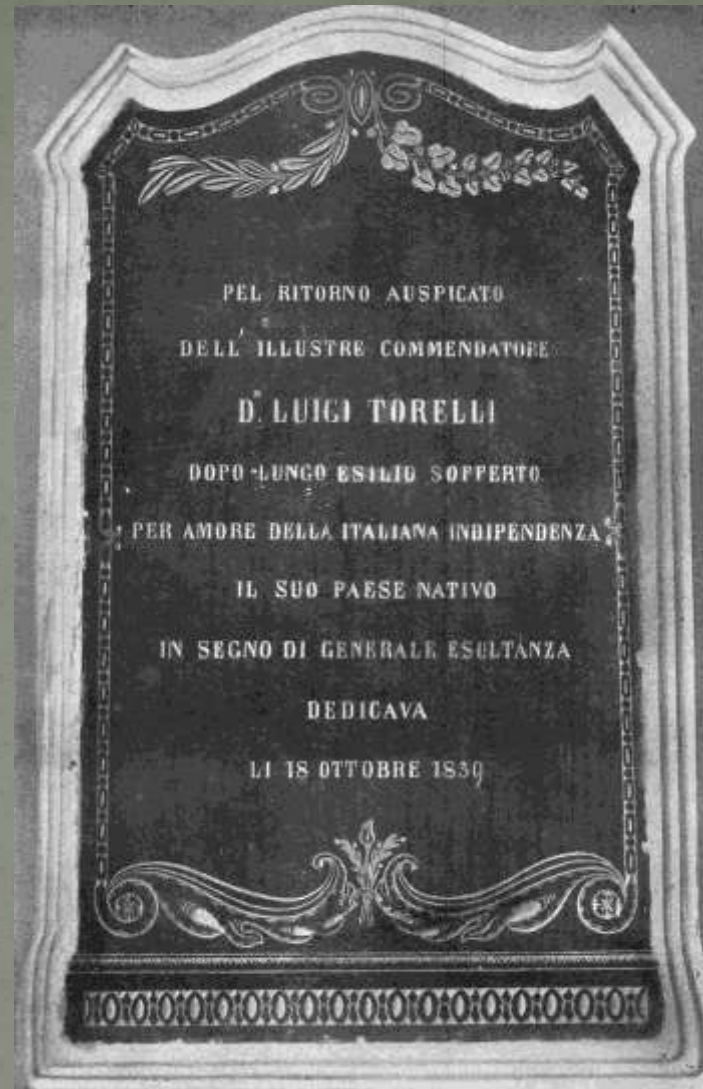 PEL RITORNO AUSPICATO
DELL' ILLUSTRE COMMENDATORE
D.R LUIGI TORELLI
DOPO LUNGO ESILIO SOFFERTO
PER AMORE DELLA ITALIANA INDIPENDENZA
IL SUO PAESE NATIVO
IN SEGNO DI GENERALE ESULTANZA
DEDICAVA
LI 18 OTTOBRE 1859